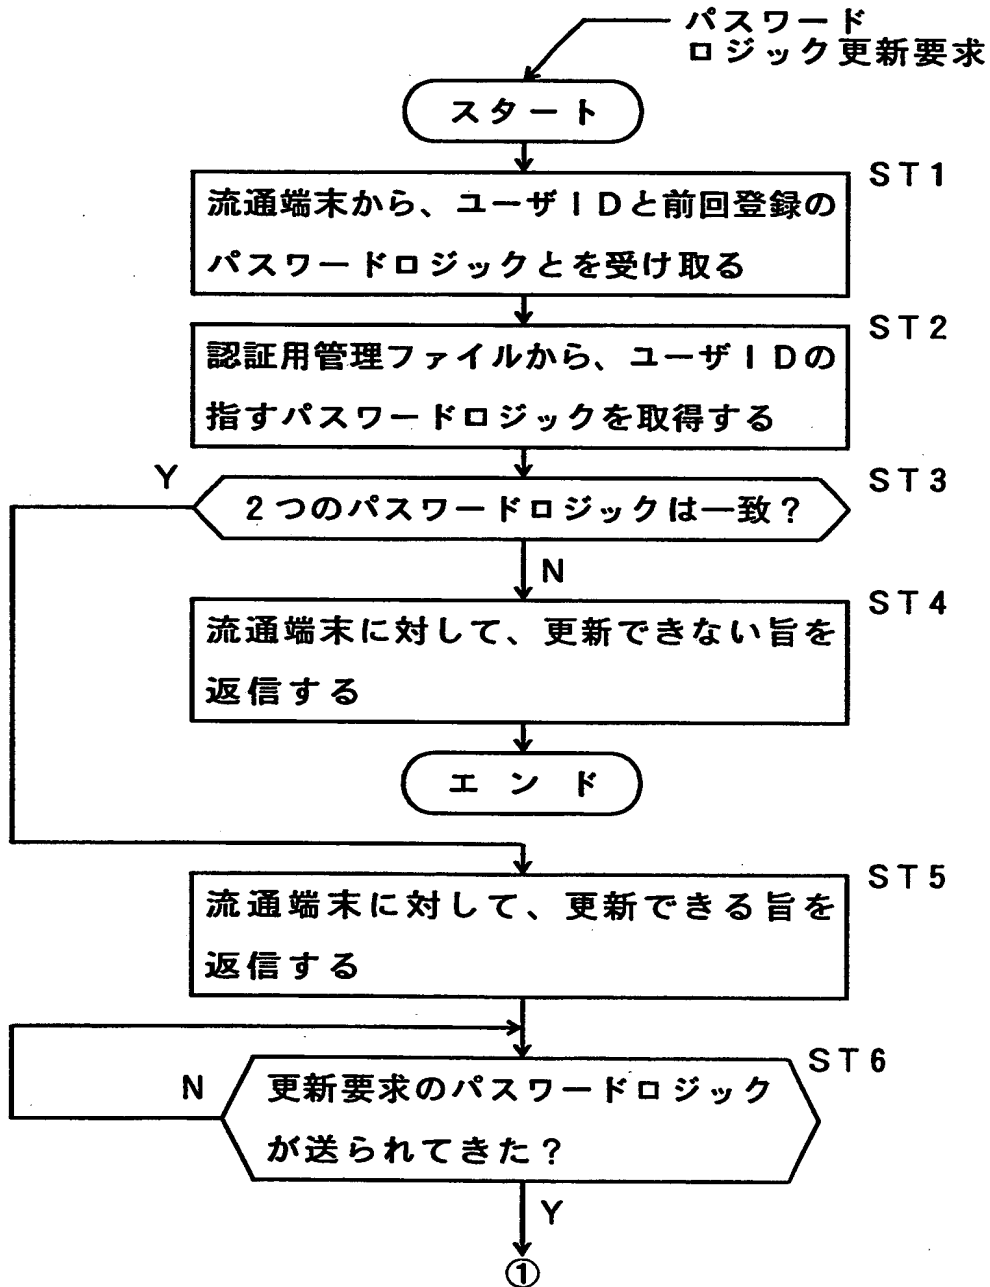 パスワード
ロジック更新要求
スタート
ST1
流通端末から、ユーザIDと前回登録の
パスワードロジックとを受け取る
ST2
認証用管理ファイルから、ユーザIDの
指すパスワードロジックを取得する
ST3
Y
2つのパスワードロジックは一致?
N
ST4
流通端末に対して、更新できない旨を
返信する
エンド
ST5
流通端末に対して、更新できる旨を
返信する
ST6
N
更新要求のパスワードロジック
が送られてきた?
Y
①